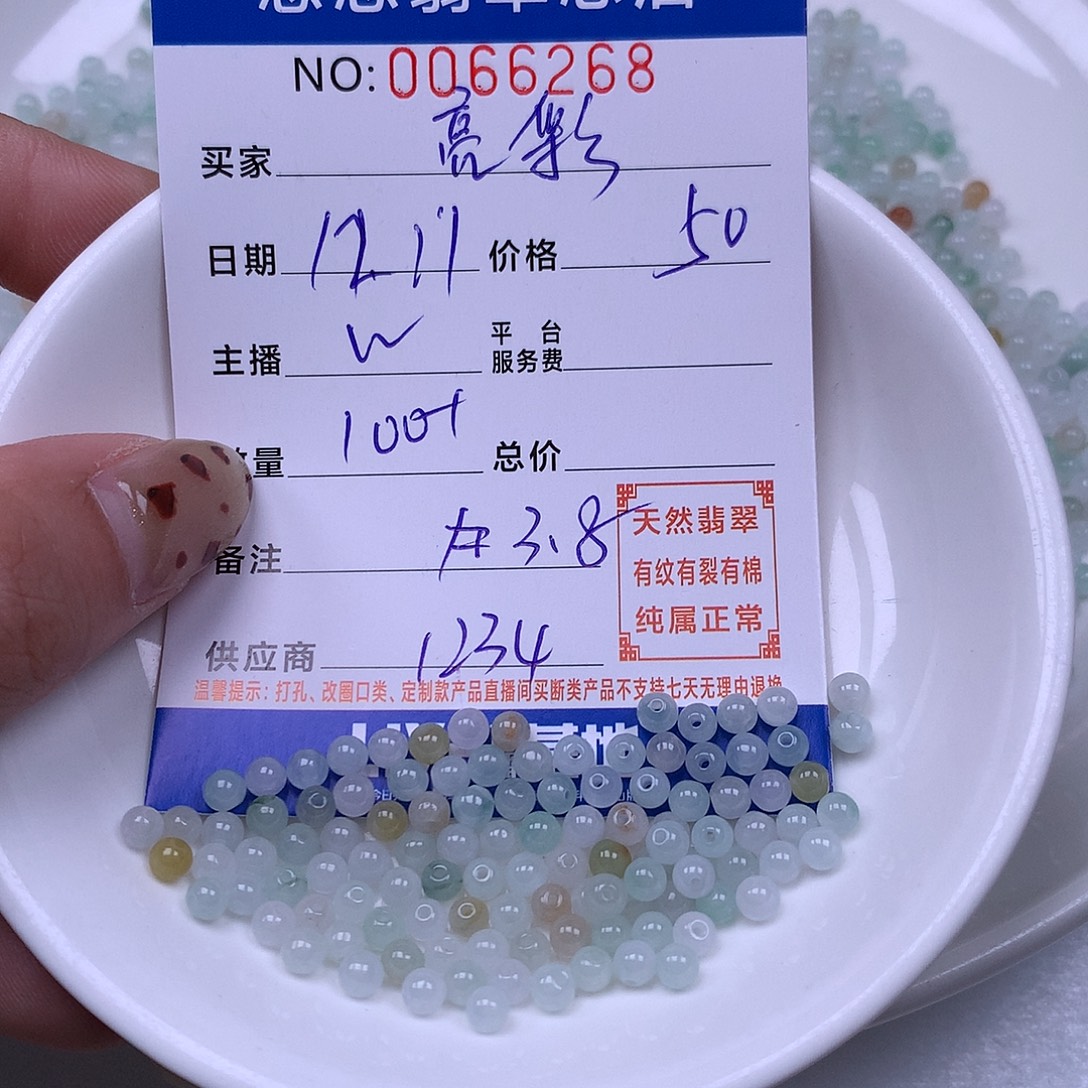 NO:0066268
买家 亮彩
日期 12.17 价格 50
主播 W 平台服务费
量 100+ 总价
备注 #3.8
天然翡翠
有纹有裂有棉
纯属正常
供应商 1234
温馨提示:打孔、改圈口类、定制款产品直播间买断类产品不支持七天无理由退换
基地